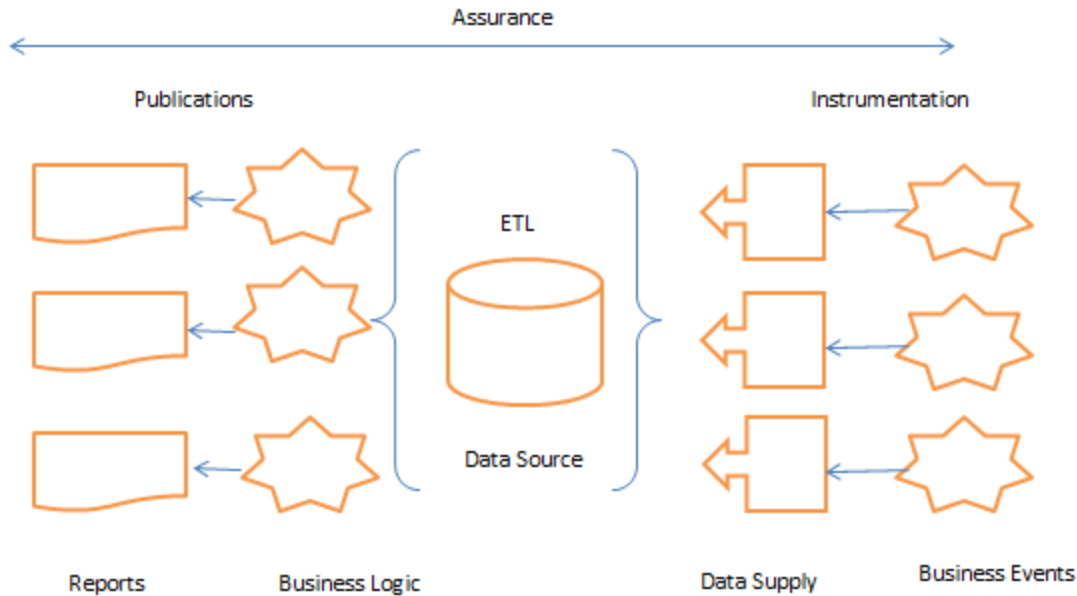 Assurance
Publications
Instrumentation
ETL
Data Source
Reports
Business Logic
Data Supply
Business Events